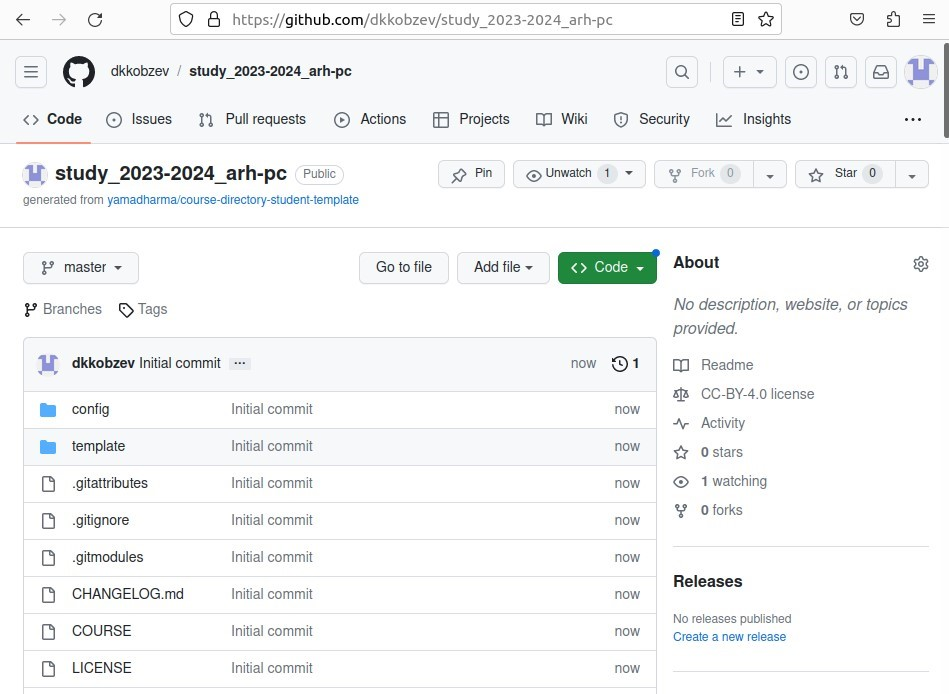 https://github.com/dkkobzev/study_2023-2024_arh-pc
dkkobzev / study_2023-2024_arh-pc
Code Issues Pull requests Actions Projects Wiki Security Insights
study_2023-2024_arh-pc Public Pin Unwatch 1 Fork 0 Star 0
generated from yamadharma/course-directory-student-template
master Go to file Add file Code About
No description, website, or topics
provided.
Branches Tags
dkkobzev Initial commit now 1
Readme
CC-BY-4.0 license
config Initial commit now
Activity
template Initial commit now
0 stars
.gitattributes Initial commit now
1 watching
.gitignore Initial commit now
0 forks
.gitmodules Initial commit now
CHANGELOG.md Initial commit now
Releases
COURSE Initial commit now
No releases published
Create a new release
LICENSE Initial commit now